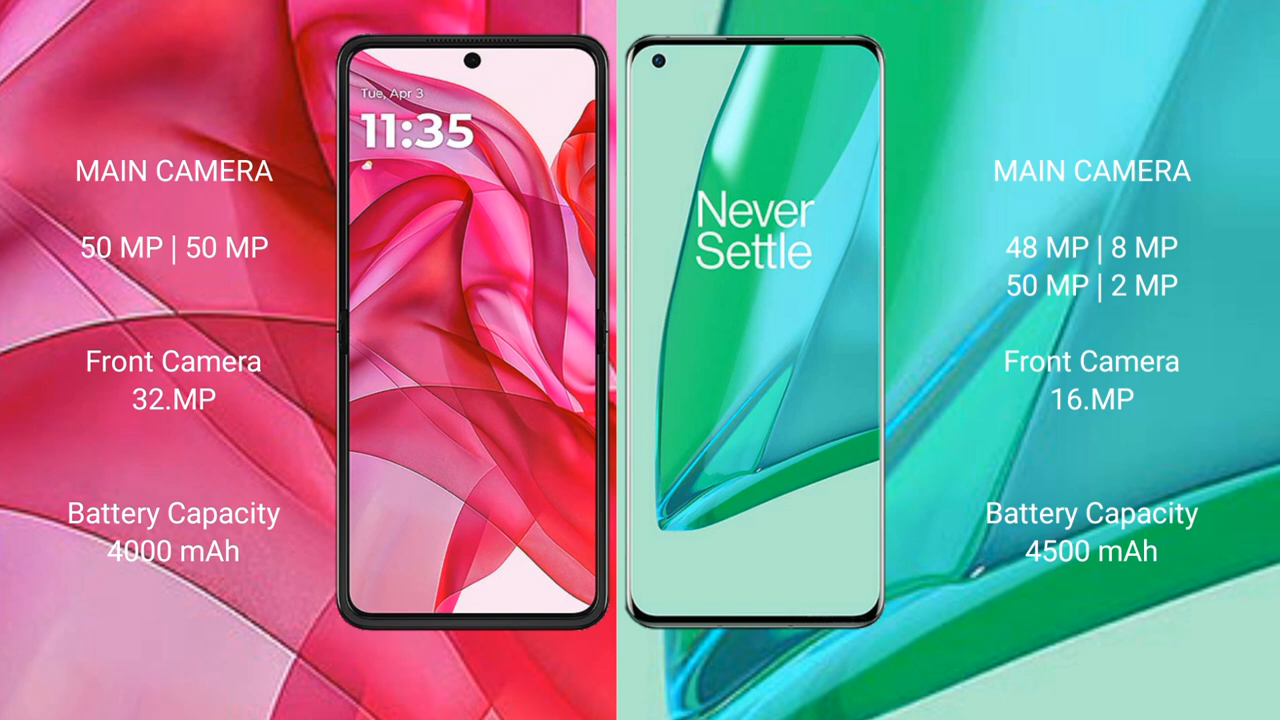 MAIN CAMERA
50 MP | 50 MP
Front Camera
32.MP
Battery Capacity
4000 mAh
Tue, Apr 3
11:35
Never
Settle
MAIN CAMERA
48 MP | 8 MP
50 MP | 2 MP
Front Camera
16.MP
Battery Capacity
4500 mAh